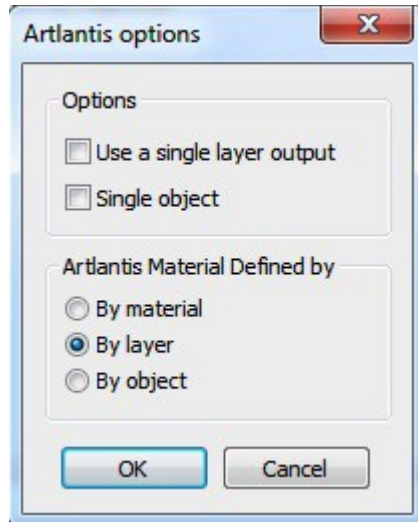 Artlantis options
Options
Use a single layer output
Single object
Artlantis Material Defined by
By material
By layer
By object
OK
Cancel